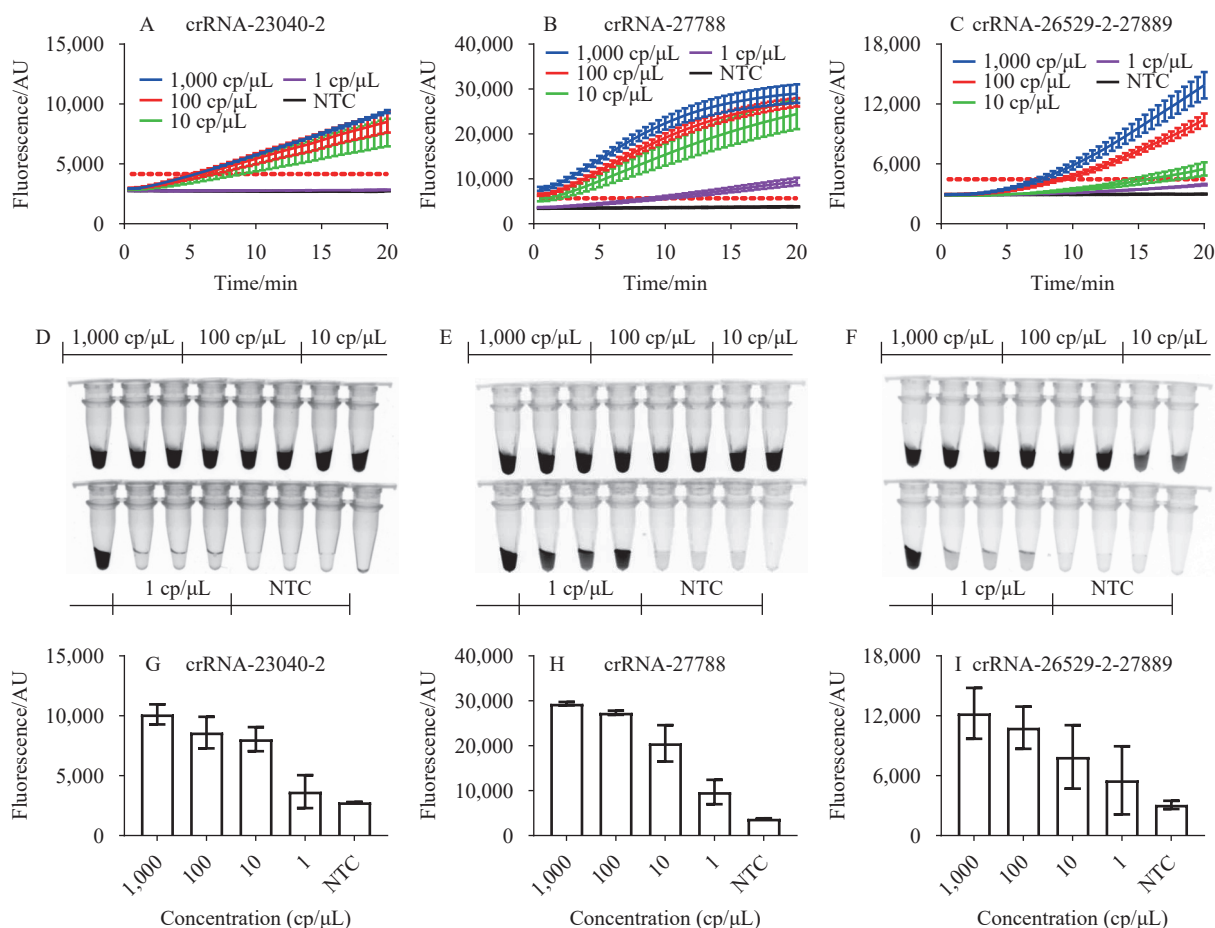 A crRNA-23040-2
15,000
10,000
5,000
0
Fluorescence/AU
1,000 cp/μL
100 cp/μL
10 cp/μL
1 cp/μL
NTC
0 5 10 15 20
Time/min
B crRNA-27788
40,000
30,000
20,000
10,000
0
Fluorescence/AU
1,000 cp/μL
100 cp/μL
10 cp/μL
1 cp/μL
NTC
0 5 10 15 20
Time/min
C crRNA-26529-2-27889
18,000
12,000
6,000
0
Fluorescence/AU
1,000 cp/μL
100 cp/μL
10 cp/μL
1 cp/μL
NTC
0 5 10 15 20
Time/min
D 1,000 cp/μL 100 cp/μL 10 cp/μL
1 cp/μL NTC
E 1,000 cp/μL 100 cp/μL 10 cp/μL
1 cp/μL NTC
F 1,000 cp/μL 100 cp/μL 10 cp/μL
1 cp/μL NTC
G crRNA-23040-2
15,000
10,000
5,000
0
Fluorescence/AU
1,000 100 10 1 NTC
Concentration (cp/μL)
H crRNA-27788
40,000
30,000
20,000
10,000
0
Fluorescence/AU
1,000 100 10 1 NTC
Concentration (cp/μL)
I crRNA-26529-2-27889
18,000
12,000
6,000
0
Fluorescence/AU
1,000 100 10 1 NTC
Concentration (cp/μL)